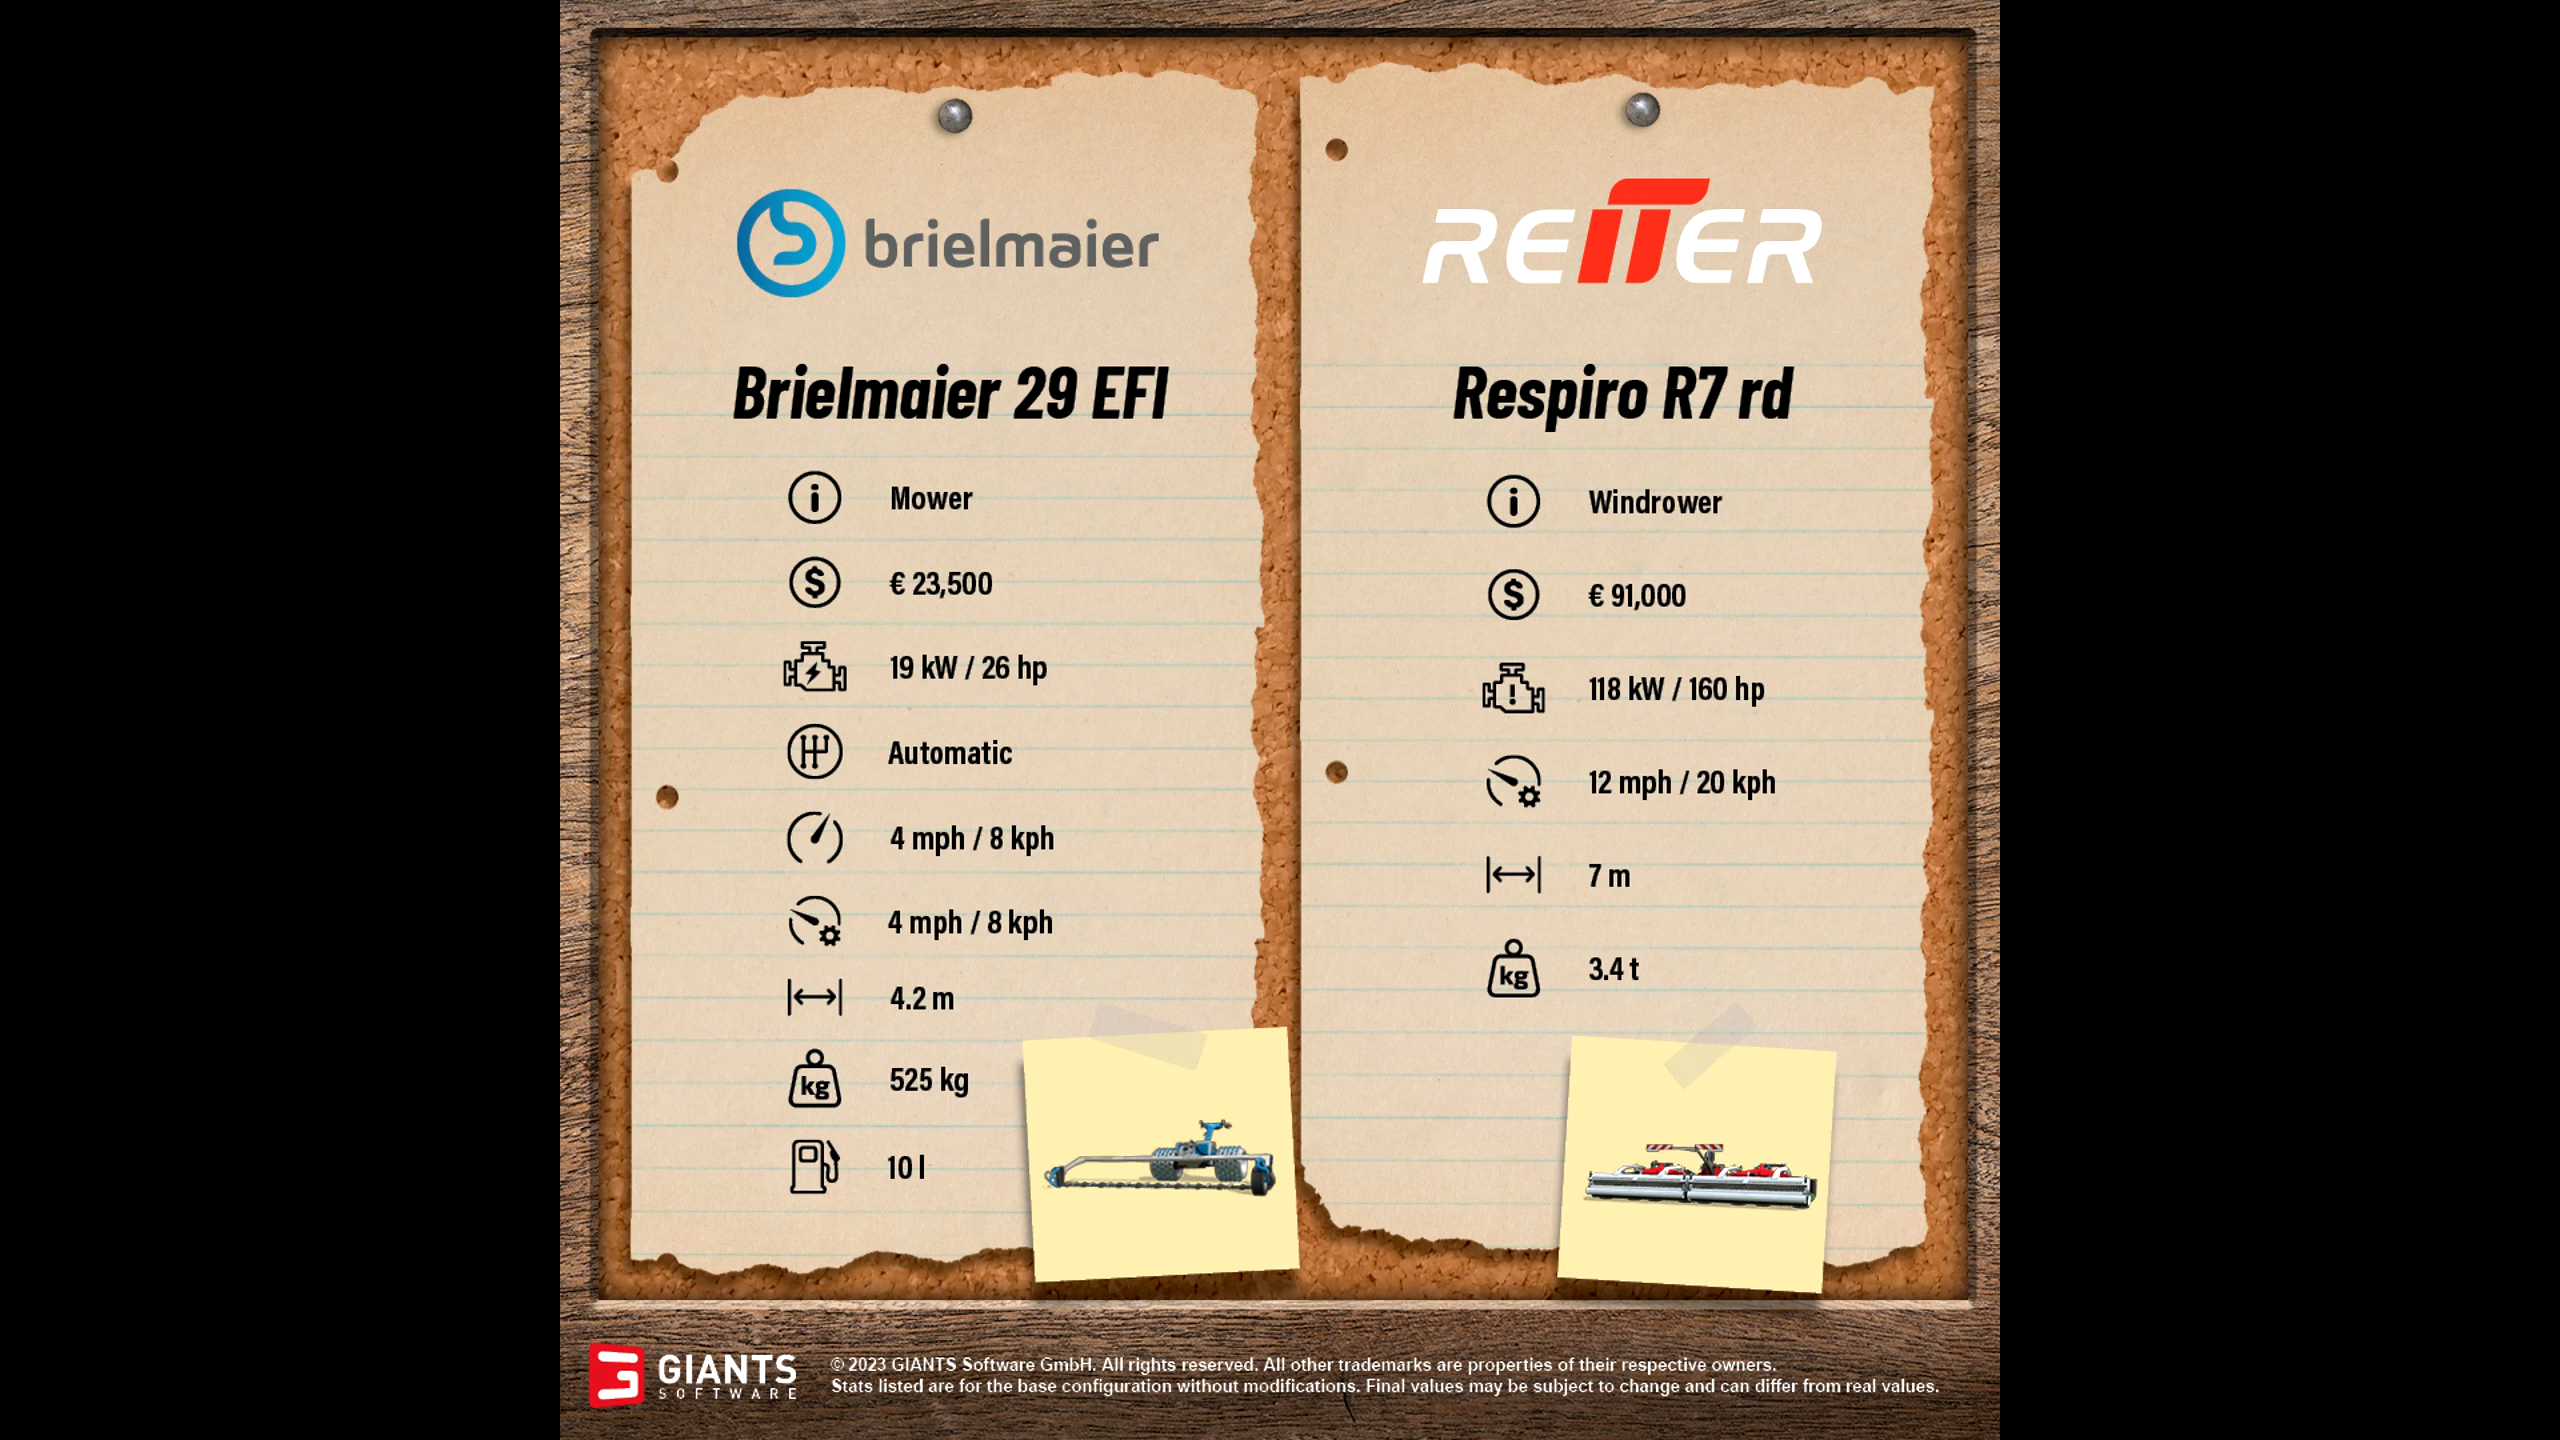 brielmaier
Brielmaier 29 EFI
Mower
€ 23,500
19 kW / 26 hp
Automatic
4 mph / 8 kph
4 mph / 8 kph
4.2 m
kg
525 kg
10 l
REITER
Respiro R7 rd
Windrower
€ 91,000
118 kW / 160 hp
12 mph / 20 kph
7 m
kg
3.4 t
GIANTS
SOFTWARE
© 2023 GIANTS Software GmbH. All rights reserved. All other trademarks are properties of their respective owners.
Stats listed are for the base configuration without modifications. Final values may be subject to change and can differ from real values.